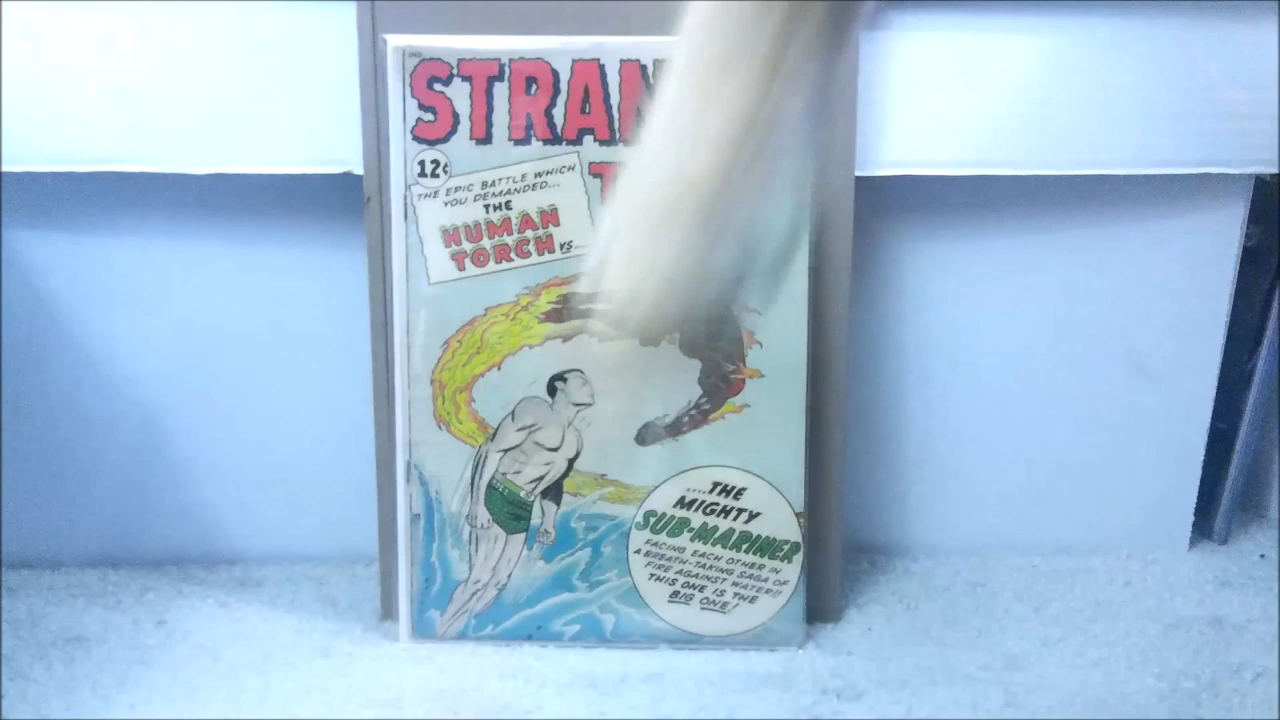 IND.
STRAN
T
12¢
THE EPIC BATTLE WHICH
YOU DEMANDED...
THE
HUMAN
TORCH VS...
....THE
MIGHTY
SUB-MARINER
FACING EACH OTHER IN
A BREATH-TAKING SAGA OF
FIRE AGAINST WATER!!
THIS ONE IS THE
BIG ONE!